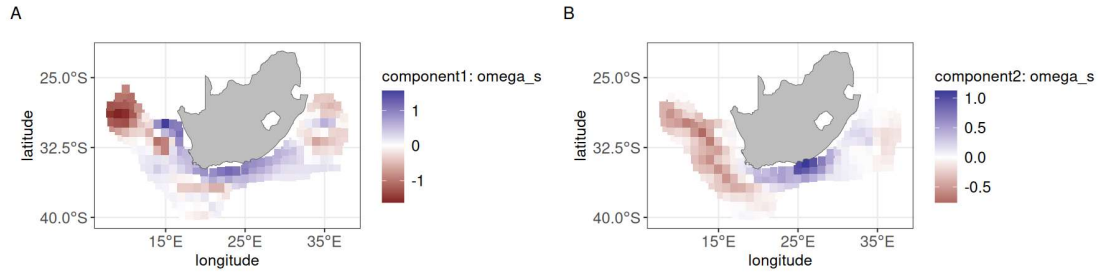 A
25.0°S
32.5°S
40.0°S
latitude
15°E
25°E
35°E
longitude
component1: omega_s
1
0
-1
B
25.0°S
32.5°S
40.0°S
latitude
15°E
25°E
35°E
longitude
component2: omega_s
1.0
0.5
0.0
-0.5